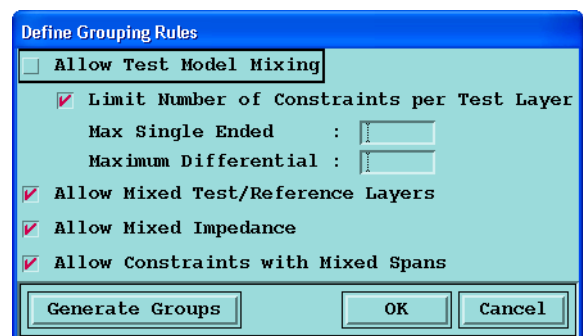 Define Grouping Rules
Allow Test Model Mixing
Limit Number of Constraints per Test Layer
Max Single Ended :
Maximum Differential :
Allow Mixed Test/Reference Layers
Allow Mixed Impedance
Allow Constraints with Mixed Spans
Generate Groups OK Cancel